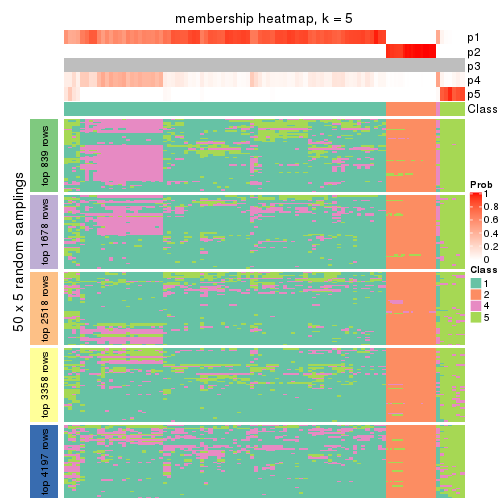 membership heatmap, k = 5
p1
p2
p3
p4
p5
Class
50 x 5 random samplings
top 839 rows
top 1678 rows
top 2518 rows
top 3358 rows
top 4197 rows
Prob
1
0.8
0.6
0.4
0.2
0
Class
1
2
4
5